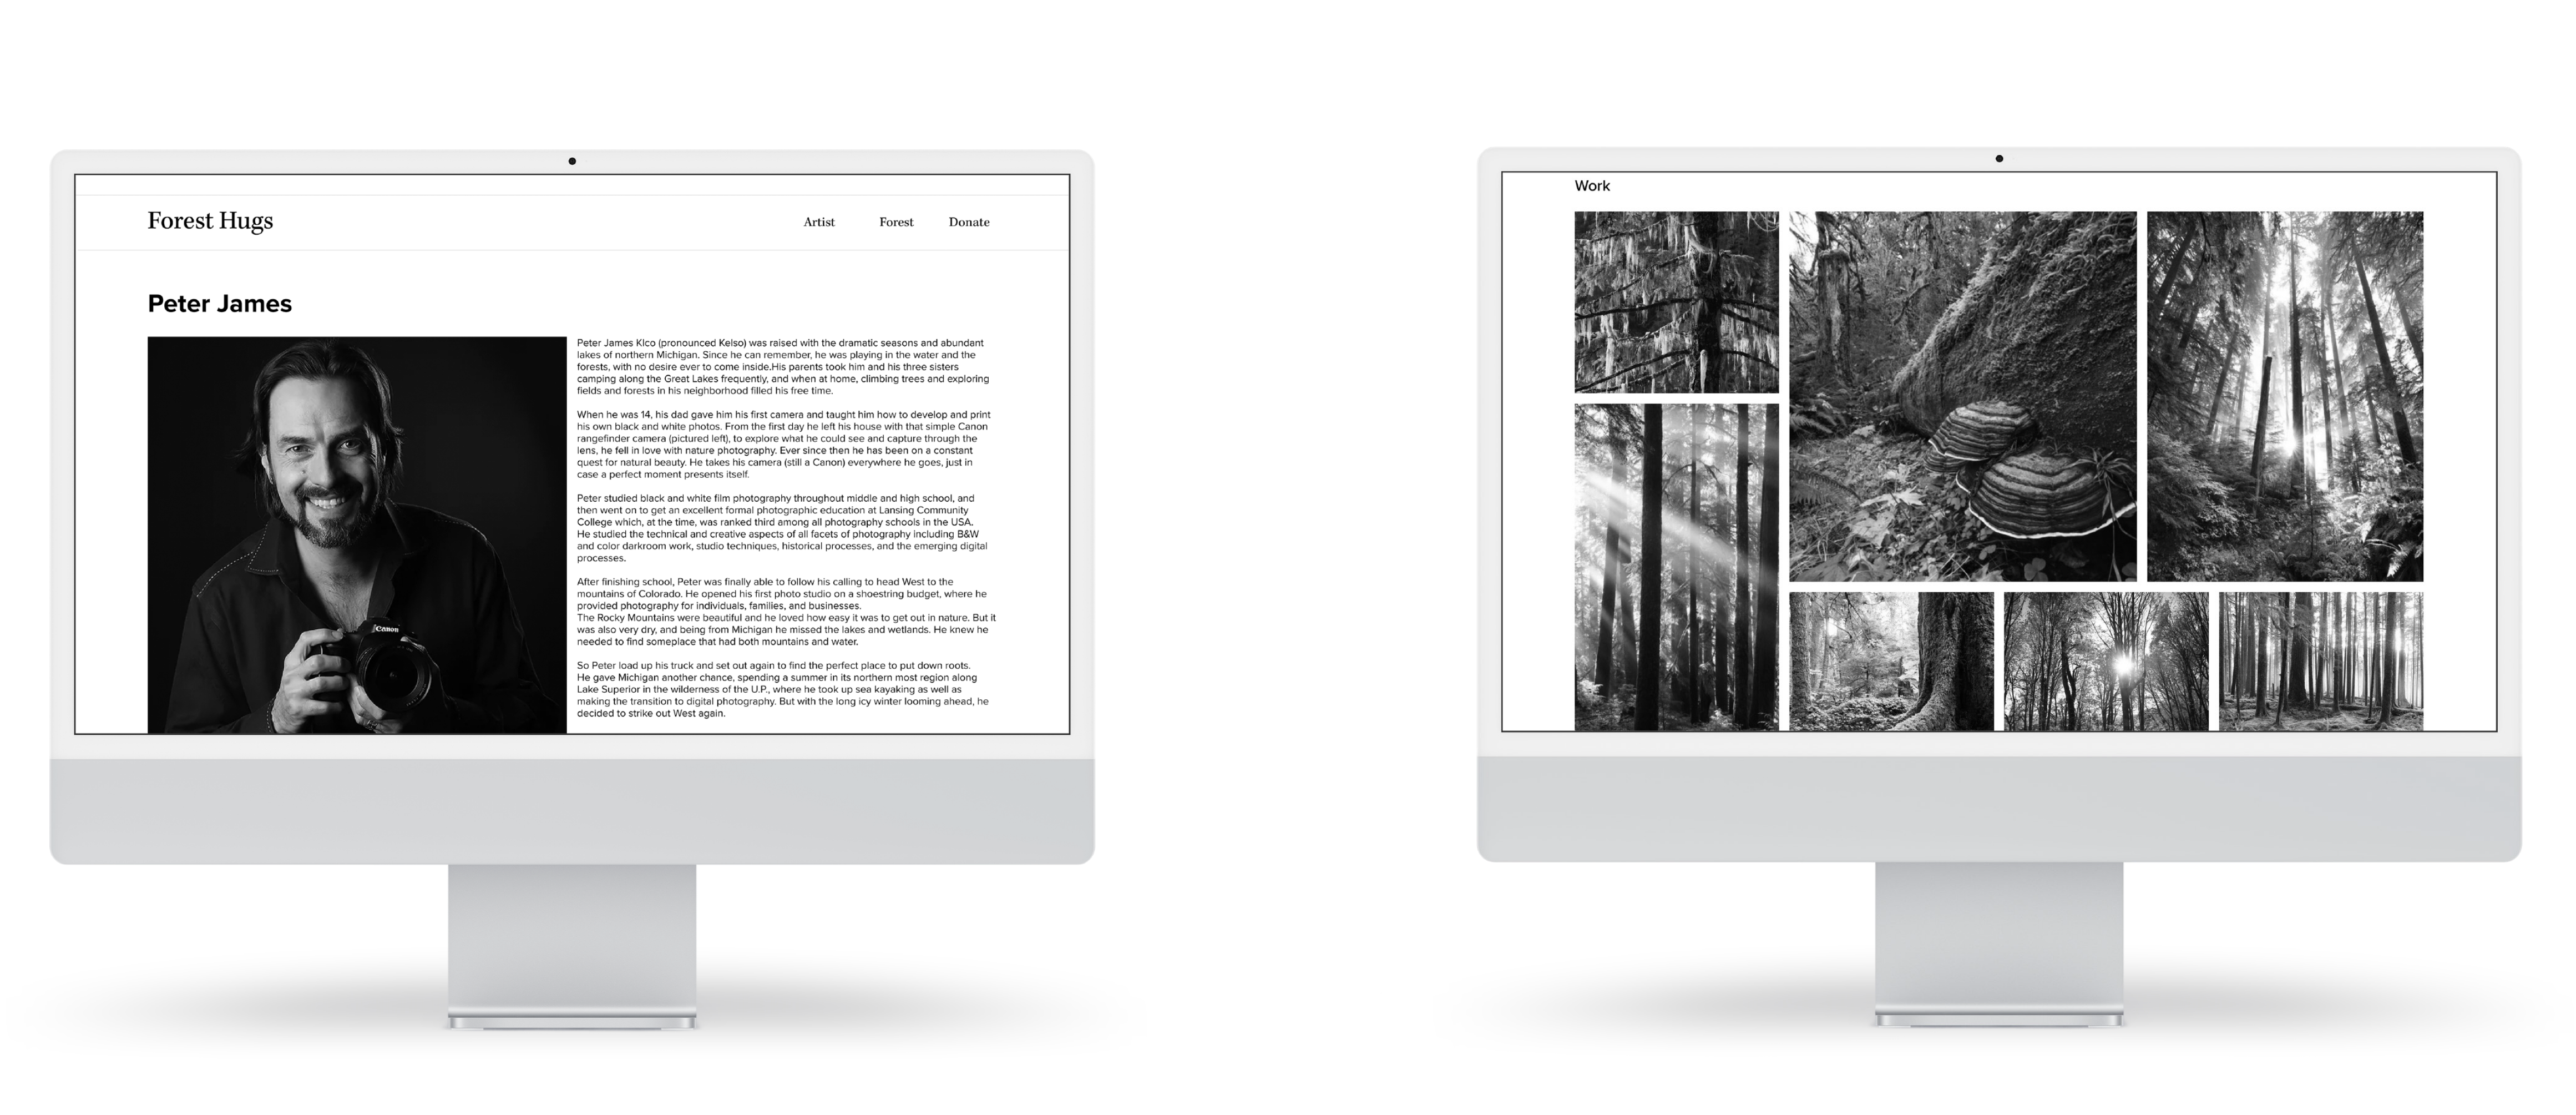 Forest Hugs
Artist Forest Donate
Peter James
Peter James Klco (pronounced Kelso) was raised with the dramatic seasons and abundant
lakes of northern Michigan. Since he can remember, he was playing in the water and the
forests, with no desire ever to come inside.His parents took him and his three sisters
camping along the Great Lakes frequently, and when at home, climbing trees and exploring
fields and forests in his neighborhood filled his free time.
When he was 14, his dad gave him his first camera and taught him how to develop and print
his own black and white photos. From the first day he left his house with that simple Canon
rangefinder camera (pictured left), to explore what he could see and capture through the
lens, he fell in love with nature photography. Ever since then he has been on a constant
quest for natural beauty. He takes his camera (still a Canon) everywhere he goes, just in
case a perfect moment presents itself.
Peter studied black and white film photography throughout middle and high school, and
then went on to get an excellent formal photographic education at Lansing Community
College which, at the time, was ranked third among all photography schools in the USA.
He studied the technical and creative aspects of all facets of photography including B&W
and color darkroom work, studio techniques, historical processes, and the emerging digital
processes.
After finishing school, Peter was finally able to follow his calling to head West to the
mountains of Colorado. He opened his first photo studio on a shoestring budget, where he
provided photography for individuals, families, and businesses.
The Rocky Mountains were beautiful and he loved how easy it was to get out in nature. But it
was also very dry, and being from Michigan he missed the lakes and wetlands. He knew he
needed to find someplace that had both mountains and water.
So Peter load up his truck and set out again to find the perfect place to put down roots.
He gave Michigan another chance, spending a summer in its northern most region along
Lake Superior in the wilderness of the U.P., where he took up sea kayaking as well as
making the transition to digital photography. But with the long icy winter looming ahead, he
decided to strike out West again.
Canon
Work